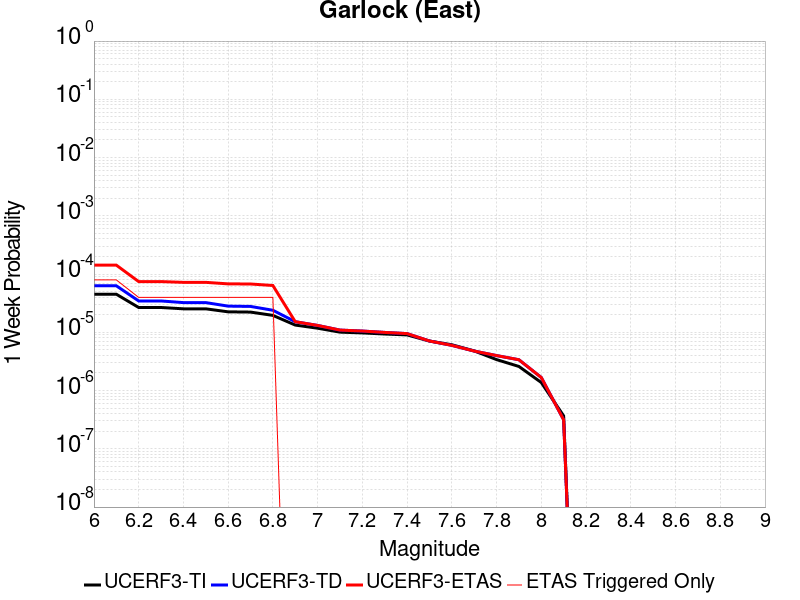 Garlock (East)
10^0
10^-1
10^-2
10^-3
10^-4
10^-5
10^-6
10^-7
10^-8
1 Week Probability
6 6.2 6.4 6.6 6.8 7 7.2 7.4 7.6 7.8 8 8.2 8.4 8.6 8.8 9
Magnitude
UCERF3-TI UCERF3-TD UCERF3-ETAS ETAS Triggered Only